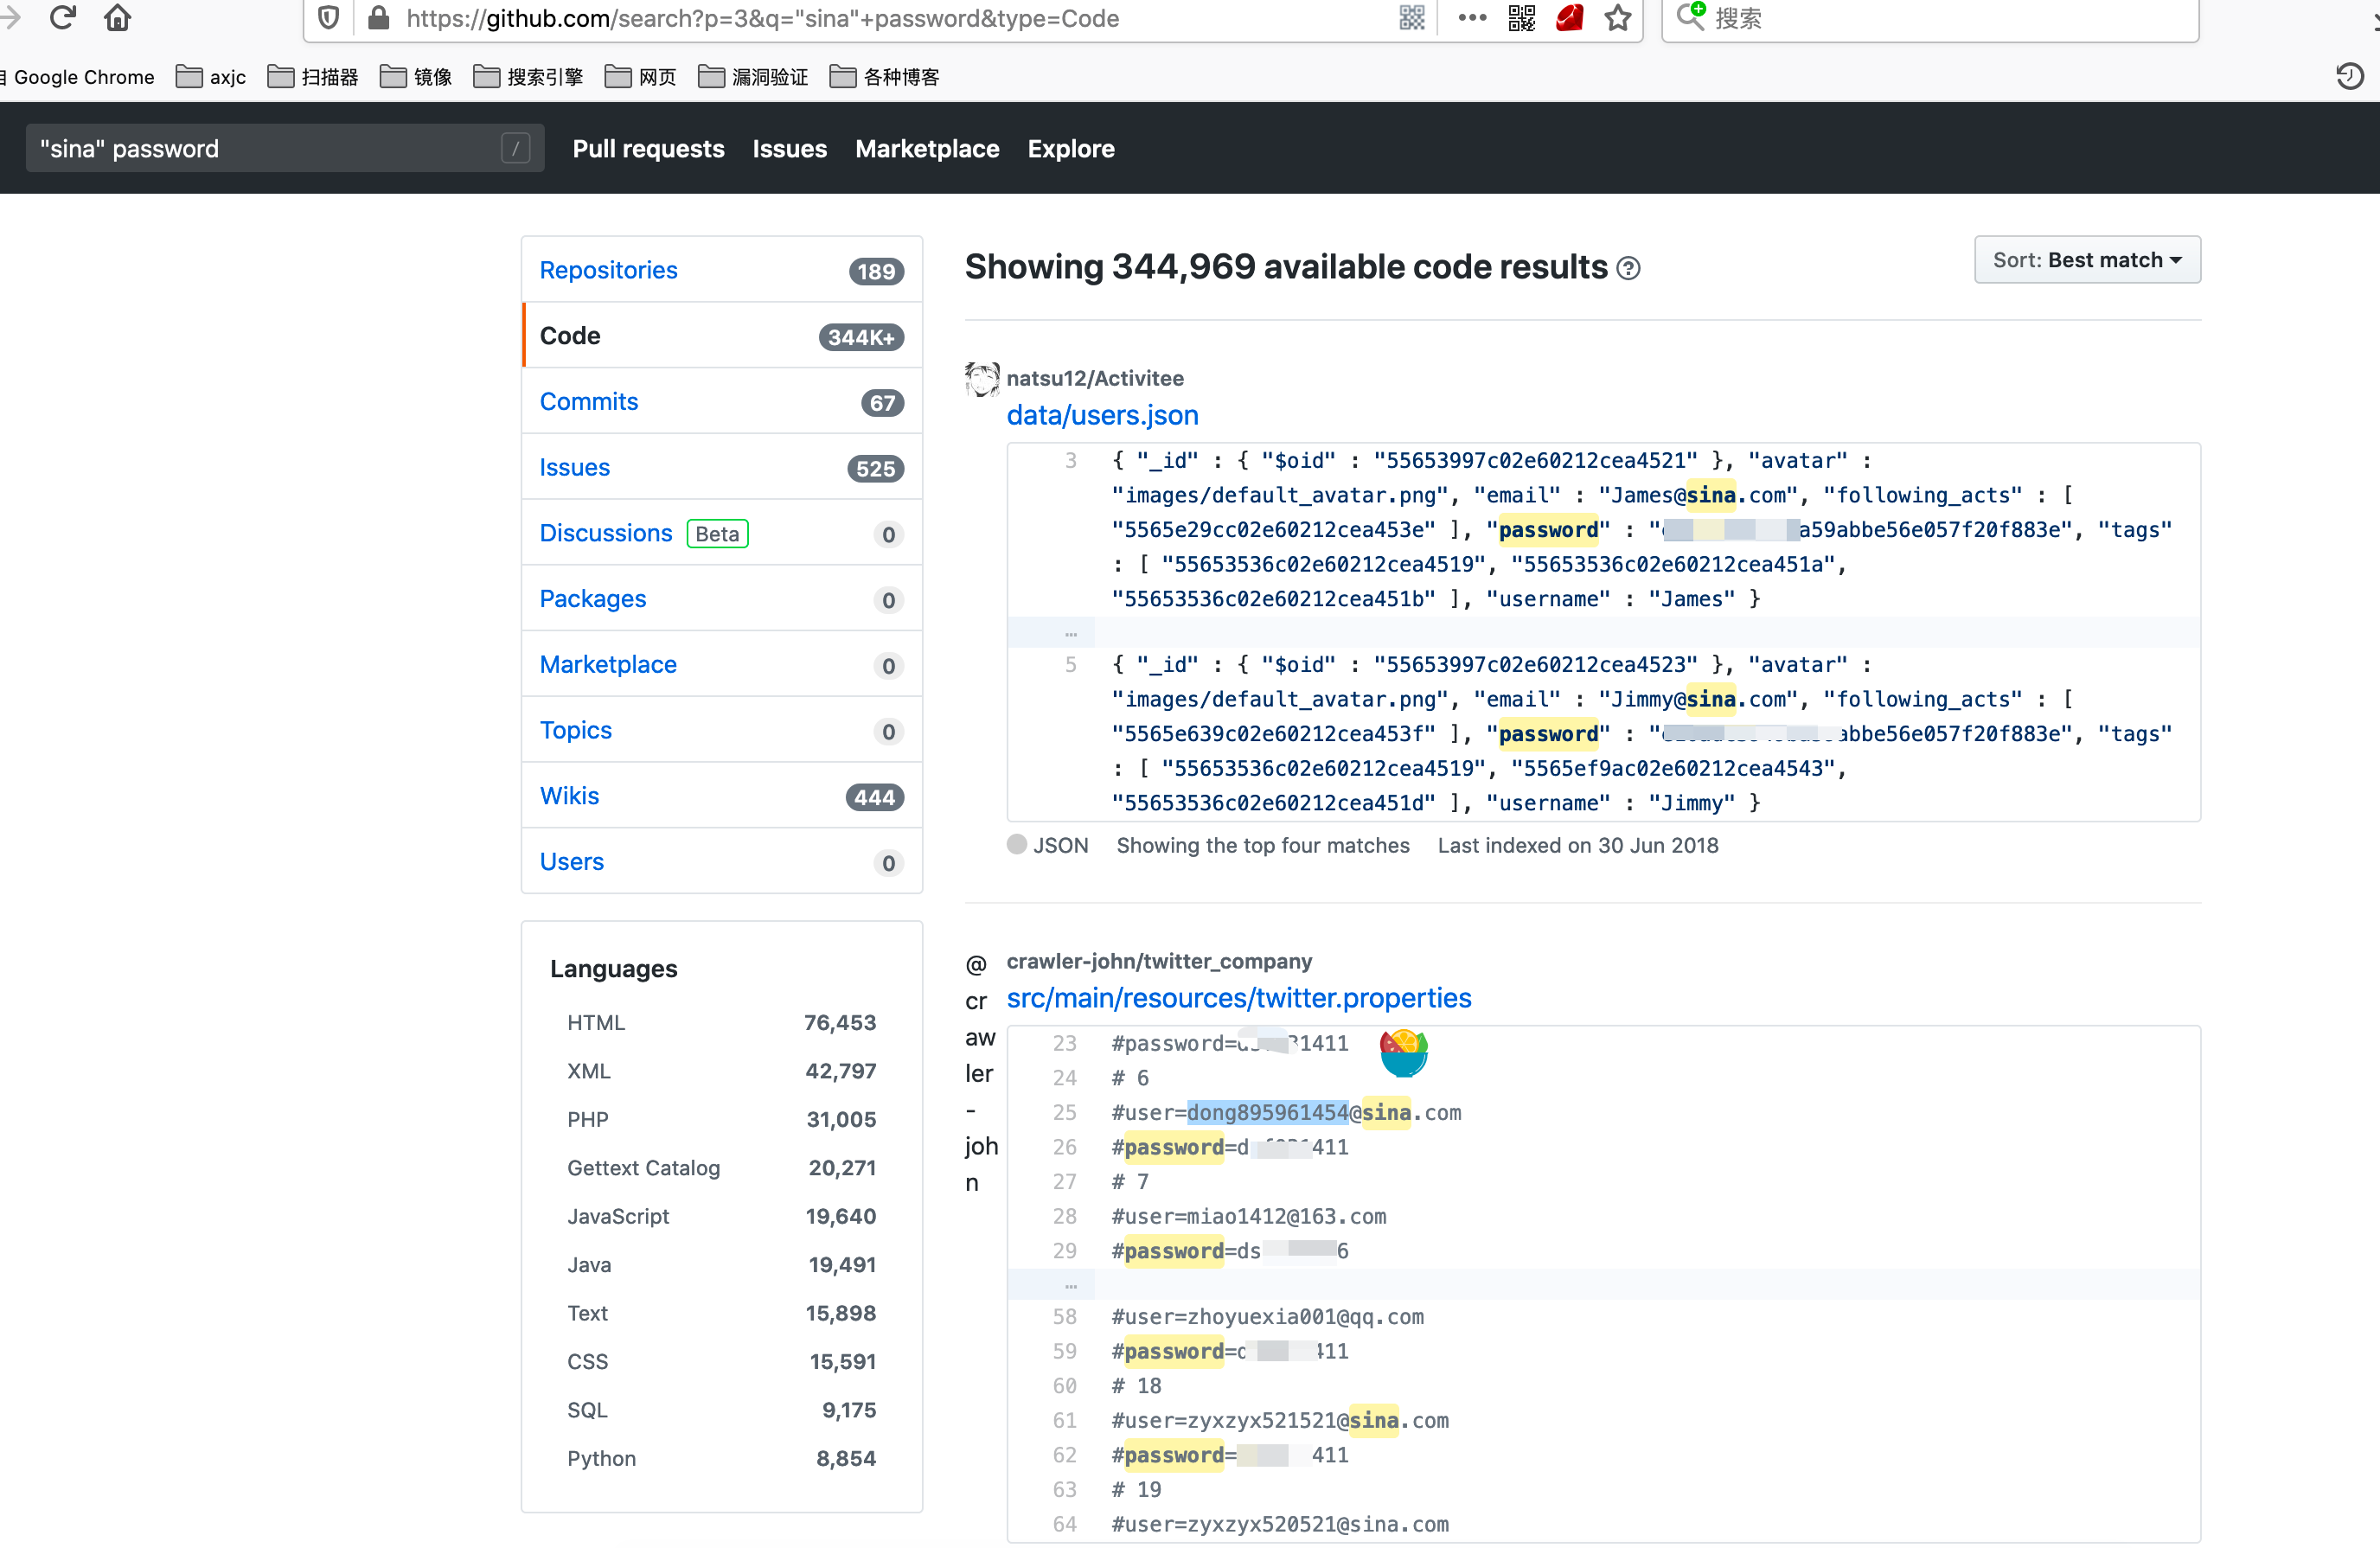 https://github.com/search?p=3&q="sina"+password&type=Code
搜索
Google Chrome axjc 扫描器 镜像 搜索引擎 网页 漏洞验证 各种博客
"sina" password / Pull requests Issues Marketplace Explore
Repositories 189
Code 344K+
Commits 67
Issues 525
Discussions Beta 0
Packages 0
Marketplace 0
Topics 0
Wikis 444
Users 0
Languages
HTML 76,453
XML 42,797
PHP 31,005
Gettext Catalog 20,271
JavaScript 19,640
Java 19,491
Text 15,898
CSS 15,591
SQL 9,175
Python 8,854
Showing 344,969 available code results
Sort: Best match
natsu12/Activitee
data/users.json
3 { "_id" : { "$oid" : "55653997c02e60212cea4521" }, "avatar" :
"images/default_avatar.png", "email" : "James@sina.com", "following_acts" : [
"5565e29cc02e60212cea453e" ], "password" : " a59abbe56e057f20f883e", "tags"
: [ "55653536c02e60212cea4519", "55653536c02e60212cea451a",
"55653536c02e60212cea451b" ], "username" : "James" }
…
5 { "_id" : { "$oid" : "55653997c02e60212cea4523" }, "avatar" :
"images/default_avatar.png", "email" : "Jimmy@sina.com", "following_acts" : [
"5565e639c02e60212cea453f" ], "password" : " abbe56e057f20f883e", "tags"
: [ "55653536c02e60212cea4519", "5565ef9ac02e60212cea4543",
"55653536c02e60212cea451d" ], "username" : "Jimmy" }
JSON Showing the top four matches Last indexed on 30 Jun 2018
@
cr
aw
ler
-
joh
n
crawler-john/twitter_company
src/main/resources/twitter.properties
23 #password= 1411
24 # 6
25 #user=dong895961454@sina.com
26 #password=d 411
27 # 7
28 #user=miao1412@163.com
29 #password=ds 6
…
58 #user=zhoyuexia001@qq.com
59 #password= 411
60 # 18
61 #user=zyxzyx521521@sina.com
62 #password= 411
63 # 19
64 #user=zyxzyx520521@sina.com